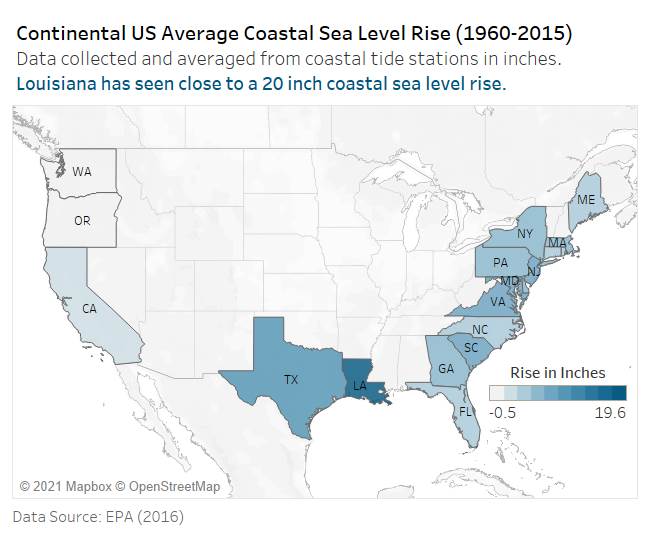 Continental US Average Coastal Sea Level Rise (1960-2015)
Data collected and averaged from coastal tide stations in inches.
Louisiana has seen close to a 20 inch coastal sea level rise.
WA
ME
OR
NY
MA
PA
NJ
MD
VA
CA
NC
SC
GA
TX
LA
FL
Rise in Inches
-0.5 19.6
© 2021 Mapbox © OpenStreetMap
Data Source: EPA (2016)